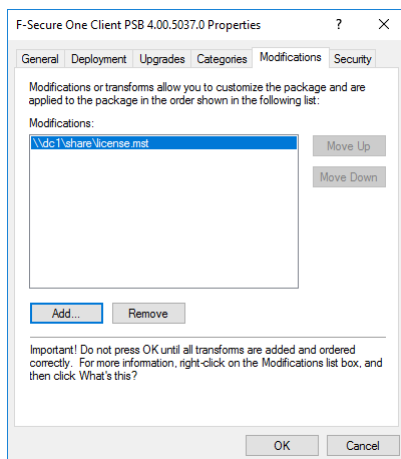 F-Secure One Client PSB 4.00.5037.0 Properties ? ×
General Deployment Upgrades Categories Modifications Security
Modifications or transforms allow you to customize the package and are
applied to the package in the order shown in the following list:
Modifications:
\\dc1\share\license.mst
Move Up
Move Down
Add... Remove
Important! Do not press OK until all transforms are added and ordered
correctly. For more information, right-click on the Modifications list box, and
then click What's this?
OK Cancel